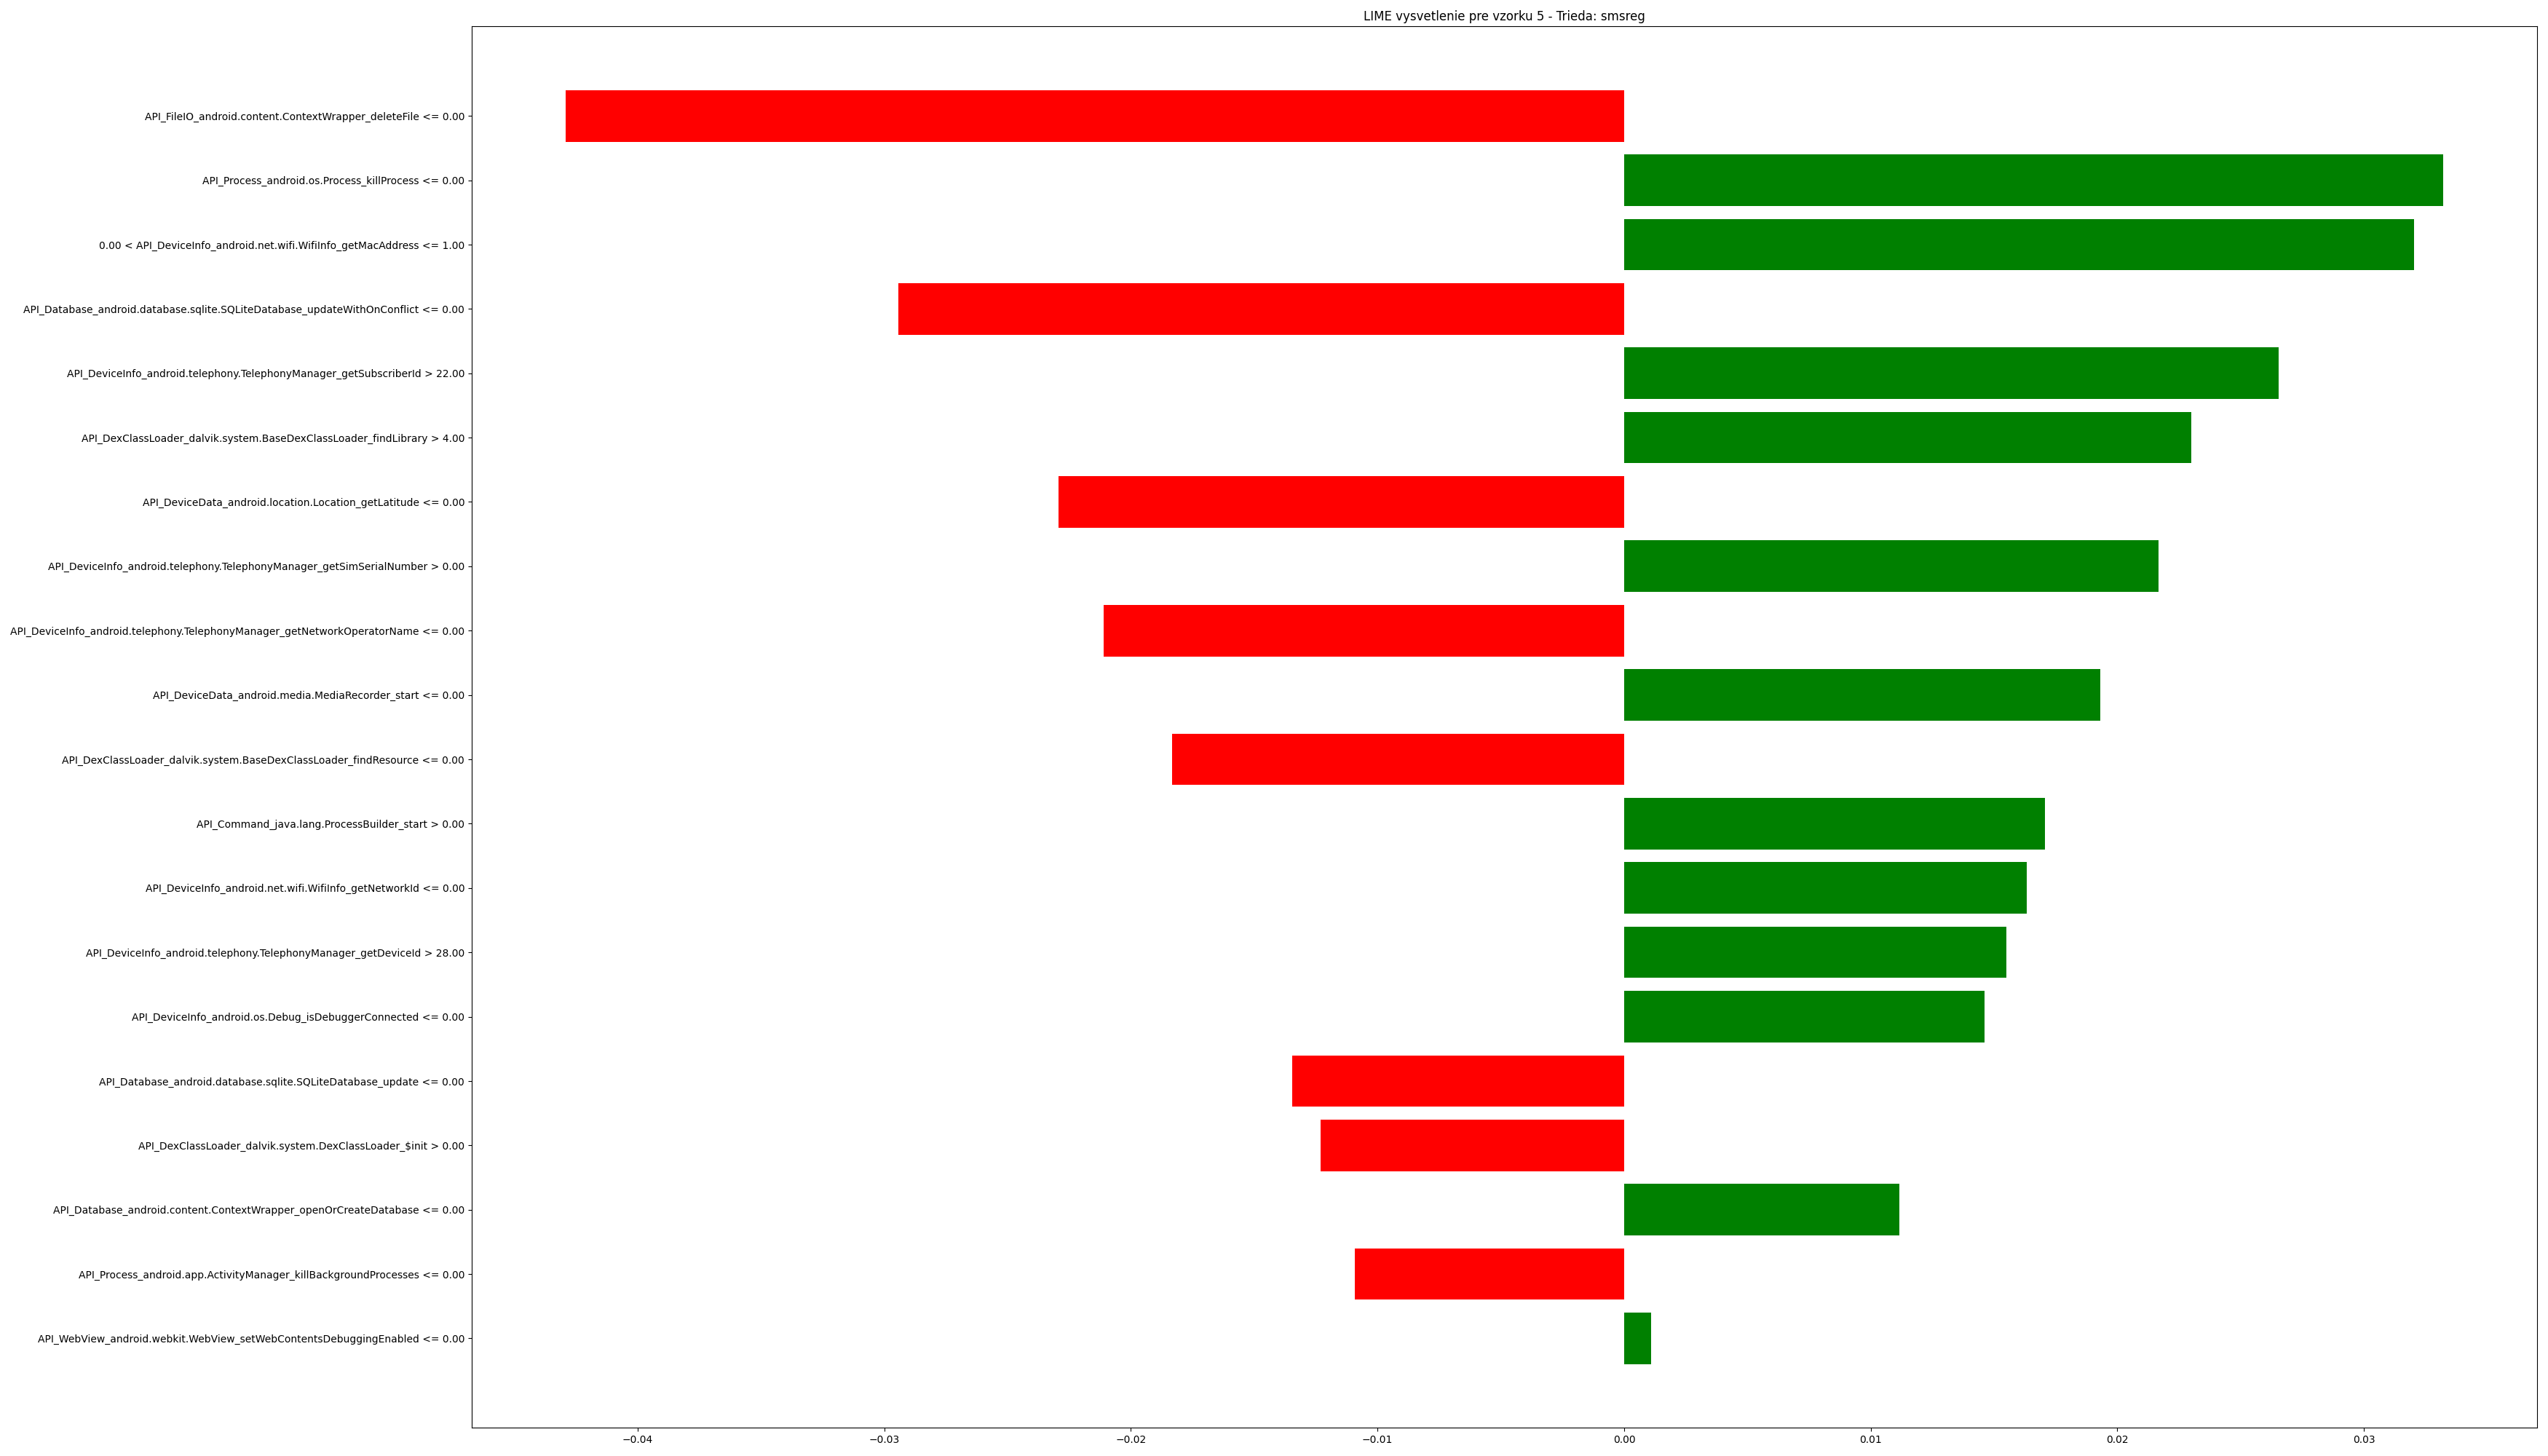 LIME vysvetlenie pre vzorku 5 - Trieda: smsreg
API_FileIO_android.content.ContextWrapper_deleteFile <= 0.00
API_Process_android.os.Process_killProcess <= 0.00
0.00 < API_DeviceInfo_android.net.wifi.WifiInfo_getMacAddress <= 1.00
API_Database_android.database.sqlite.SQLiteDatabase_updateWithOnConflict <= 0.00
API_DeviceInfo_android.telephony.TelephonyManager_getSubscriberId > 22.00
API_DexClassLoader_dalvik.system.BaseDexClassLoader_findLibrary > 4.00
API_DeviceData_android.location.Location_getLatitude <= 0.00
API_DeviceInfo_android.telephony.TelephonyManager_getSimSerialNumber > 0.00
API_DeviceInfo_android.telephony.TelephonyManager_getNetworkOperatorName <= 0.00
API_DeviceData_android.media.MediaRecorder_start <= 0.00
API_DexClassLoader_dalvik.system.BaseDexClassLoader_findResource <= 0.00
API_Command_java.lang.ProcessBuilder_start > 0.00
API_DeviceInfo_android.net.wifi.WifiInfo_getNetworkId <= 0.00
API_DeviceInfo_android.telephony.TelephonyManager_getDeviceId > 28.00
API_DeviceInfo_android.os.Debug_isDebuggerConnected <= 0.00
API_Database_android.database.sqlite.SQLiteDatabase_update <= 0.00
API_DexClassLoader_dalvik.system.DexClassLoader_$init > 0.00
API_Database_android.content.ContextWrapper_openOrCreateDatabase <= 0.00
API_Process_android.app.ActivityManager_killBackgroundProcesses <= 0.00
API_WebView_android.webkit.WebView_setWebContentsDebuggingEnabled <= 0.00
−0.04 −0.03 −0.02 −0.01 0.00 0.01 0.02 0.03